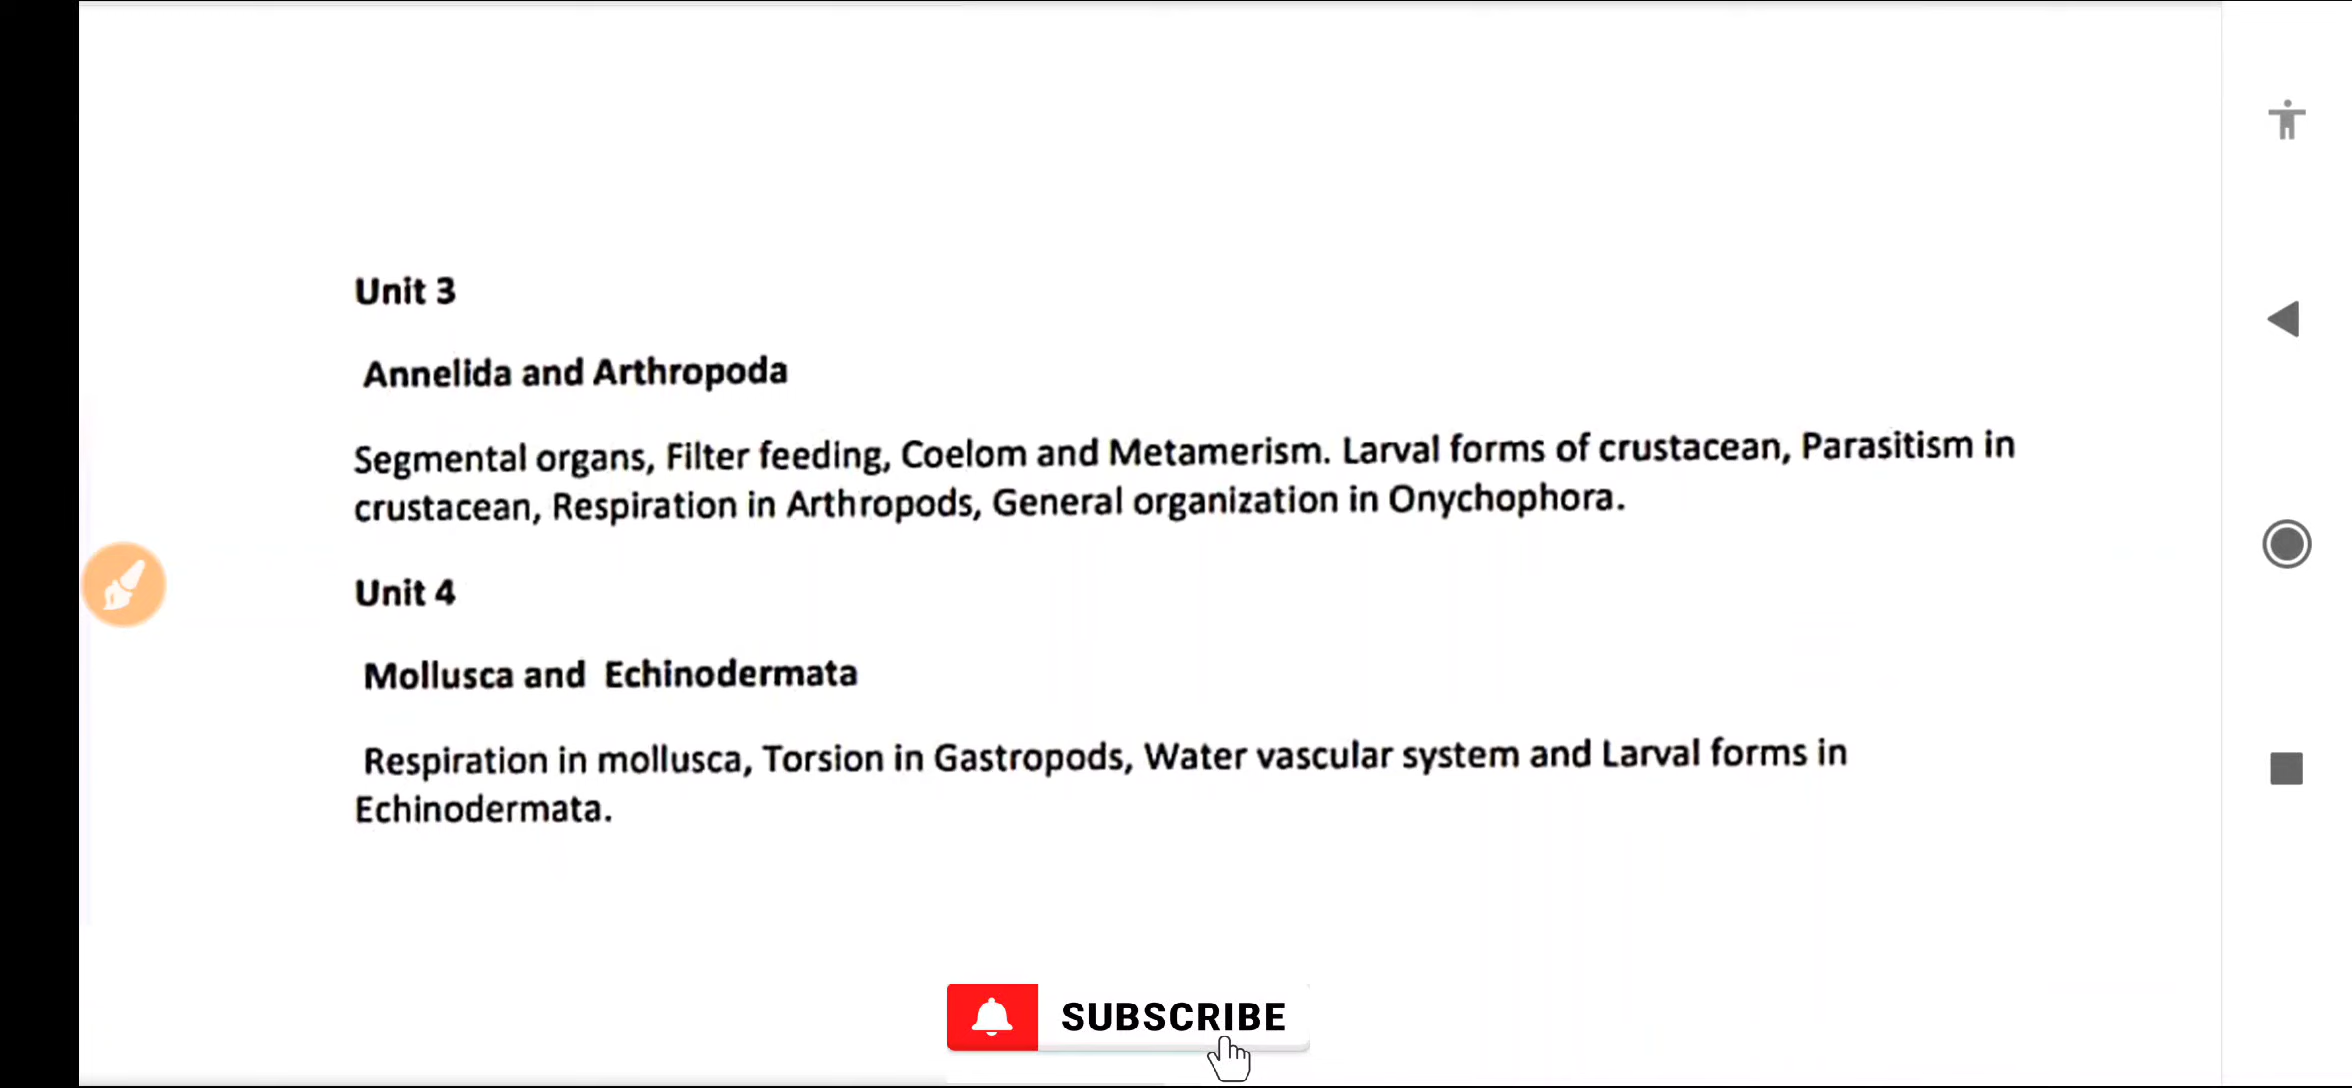 Unit 3
Annelida and Arthropoda
Segmental organs, Filter feeding, Coelom and Metamerism. Larval forms of crustacean, Parasitism in
crustacean, Respiration in Arthropods, General organization in Onychophora.
Unit 4
Mollusca and Echinodermata
Respiration in mollusca, Torsion in Gastropods, Water vascular system and Larval forms in
Echinodermata.
SUBSCRIBE